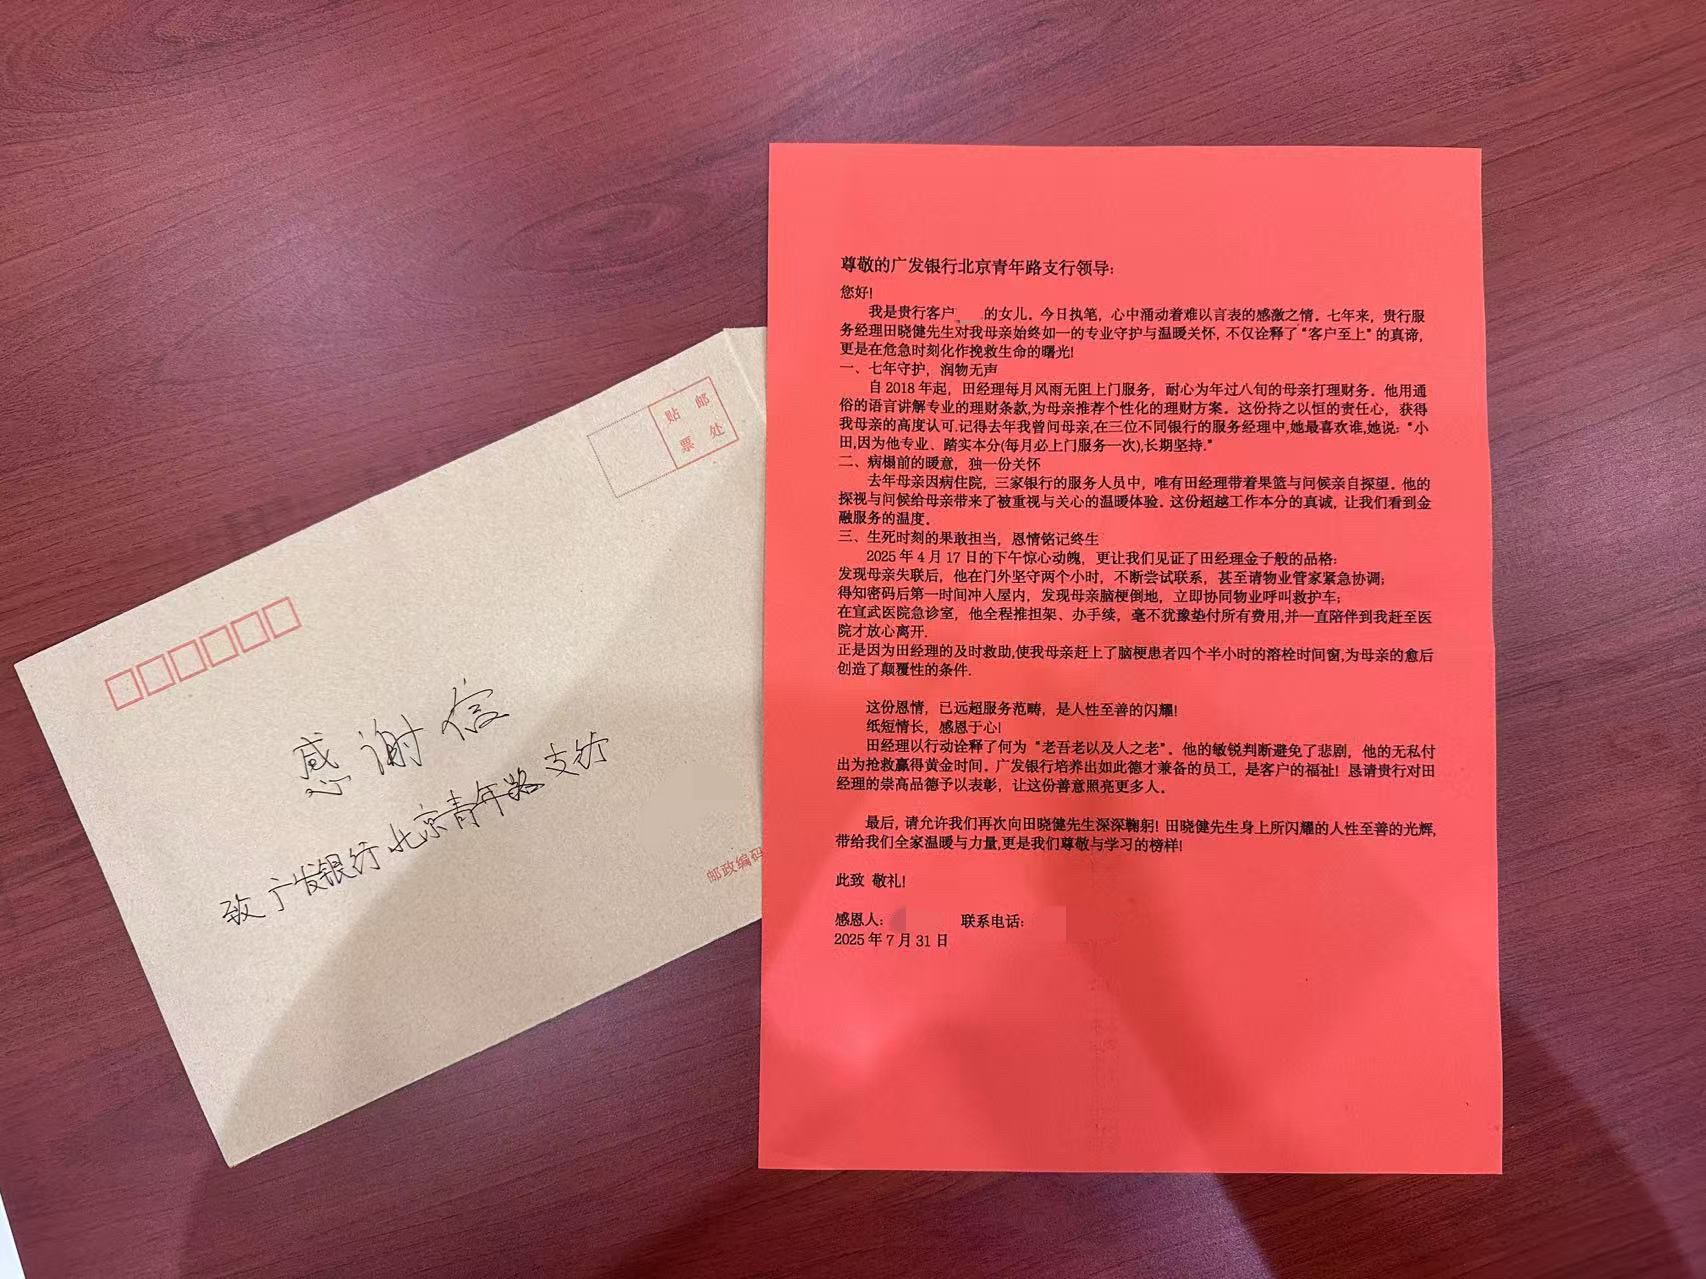 贴 邮
票 处
感谢信
致广发银行北京青年路支行
邮政编码
尊敬的广发银行北京青年路支行领导:
您好!
我是贵行客户 的女儿。今日执笔，心中涌动着难以言表的感激之情。七年来，贵行服
务经理田晓健先生对我母亲始终如一的专业守护与温暖关怀, 不仅诠释了“客户至上”的真谛,
更是在危急时刻化作挽救生命的曙光!
一、七年守护，润物无声
自 2018 年起，田经理每月风雨无阻上门服务，耐心为年过八旬的母亲打理财务。他用通
俗的语言讲解专业的理财条款,为母亲推荐个性化的理财方案。这份持之以恒的责任心，获得
我母亲的高度认可.记得去年我曾问母亲,在三位不同银行的服务经理中,她最喜欢谁,她说: “小
田,因为他专业、踏实本分(每月必上门服务一次),长期坚持.”
二、病榻前的暖意，独一份关怀
去年母亲因病住院，三家银行的服务人员中，唯有田经理带着果篮与问候亲自探望。他的
探视与问候给母亲带来了被重视与关心的温暖体验。这份超越工作本分的真诚，让我们看到金
融服务的温度。
三、生死时刻的果敢担当，恩情铭记终生
2025 年 4 月 17 日的下午惊心动魄，更让我们见证了田经理金子般的品格:
发现母亲失联后，他在门外坚守两个小时，不断尝试联系，甚至请物业管家紧急协调;
得知密码后第一时间冲入屋内，发现母亲脑梗倒地，立即协同物业呼叫救护车;
在宣武医院急诊室，他全程推担架、办手续，毫不犹豫垫付所有费用,并一直陪伴到我赶至医
院才放心离开.
正是因为田经理的及时救助,使我母亲赶上了脑梗患者四个半小时的溶栓时间窗,为母亲的愈后
创造了颠覆性的条件.
这份恩情，已远超服务范畴，是人性至善的闪耀!
纸短情长，感恩于心!
田经理以行动诠释了何为“老吾老以及人之老”。他的敏锐判断避免了悲剧，他的无私付
出为抢救赢得黄金时间。广发银行培养出如此德才兼备的员工，是客户的福祉! 恳请贵行对田
经理的崇高品德予以表彰，让这份善意照亮更多人。
最后，请允许我们再次向田晓健先生深深鞠躬! 田晓健先生身上所闪耀的人性至善的光辉,
带给我们全家温暖与力量,更是我们尊敬与学习的榜样!
此致 敬礼!
感恩人: 联系电话:
2025 年 7 月 31 日